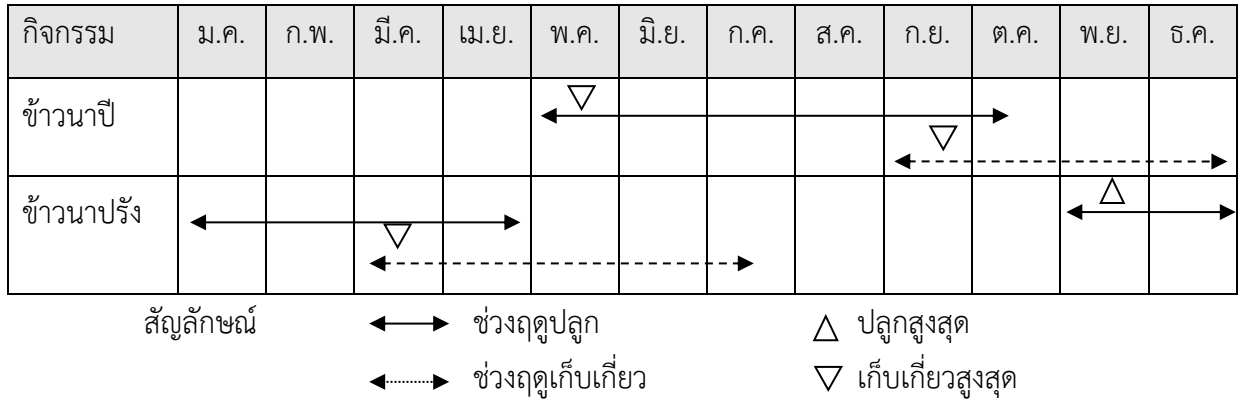 กิจกรรม ม.ค. ก.พ. มี.ค. เม.ย. พ.ค. มิ.ย. ก.ค. ส.ค. ก.ย. ต.ค. พ.ย. ธ.ค.
ข้าวนาปี
ข้าวนาปรัง
สัญลักษณ์ ช่วงฤดูปลูก ปลูกสูงสุด
ช่วงฤดูเก็บเกี่ยว เก็บเกี่ยวสูงสุด